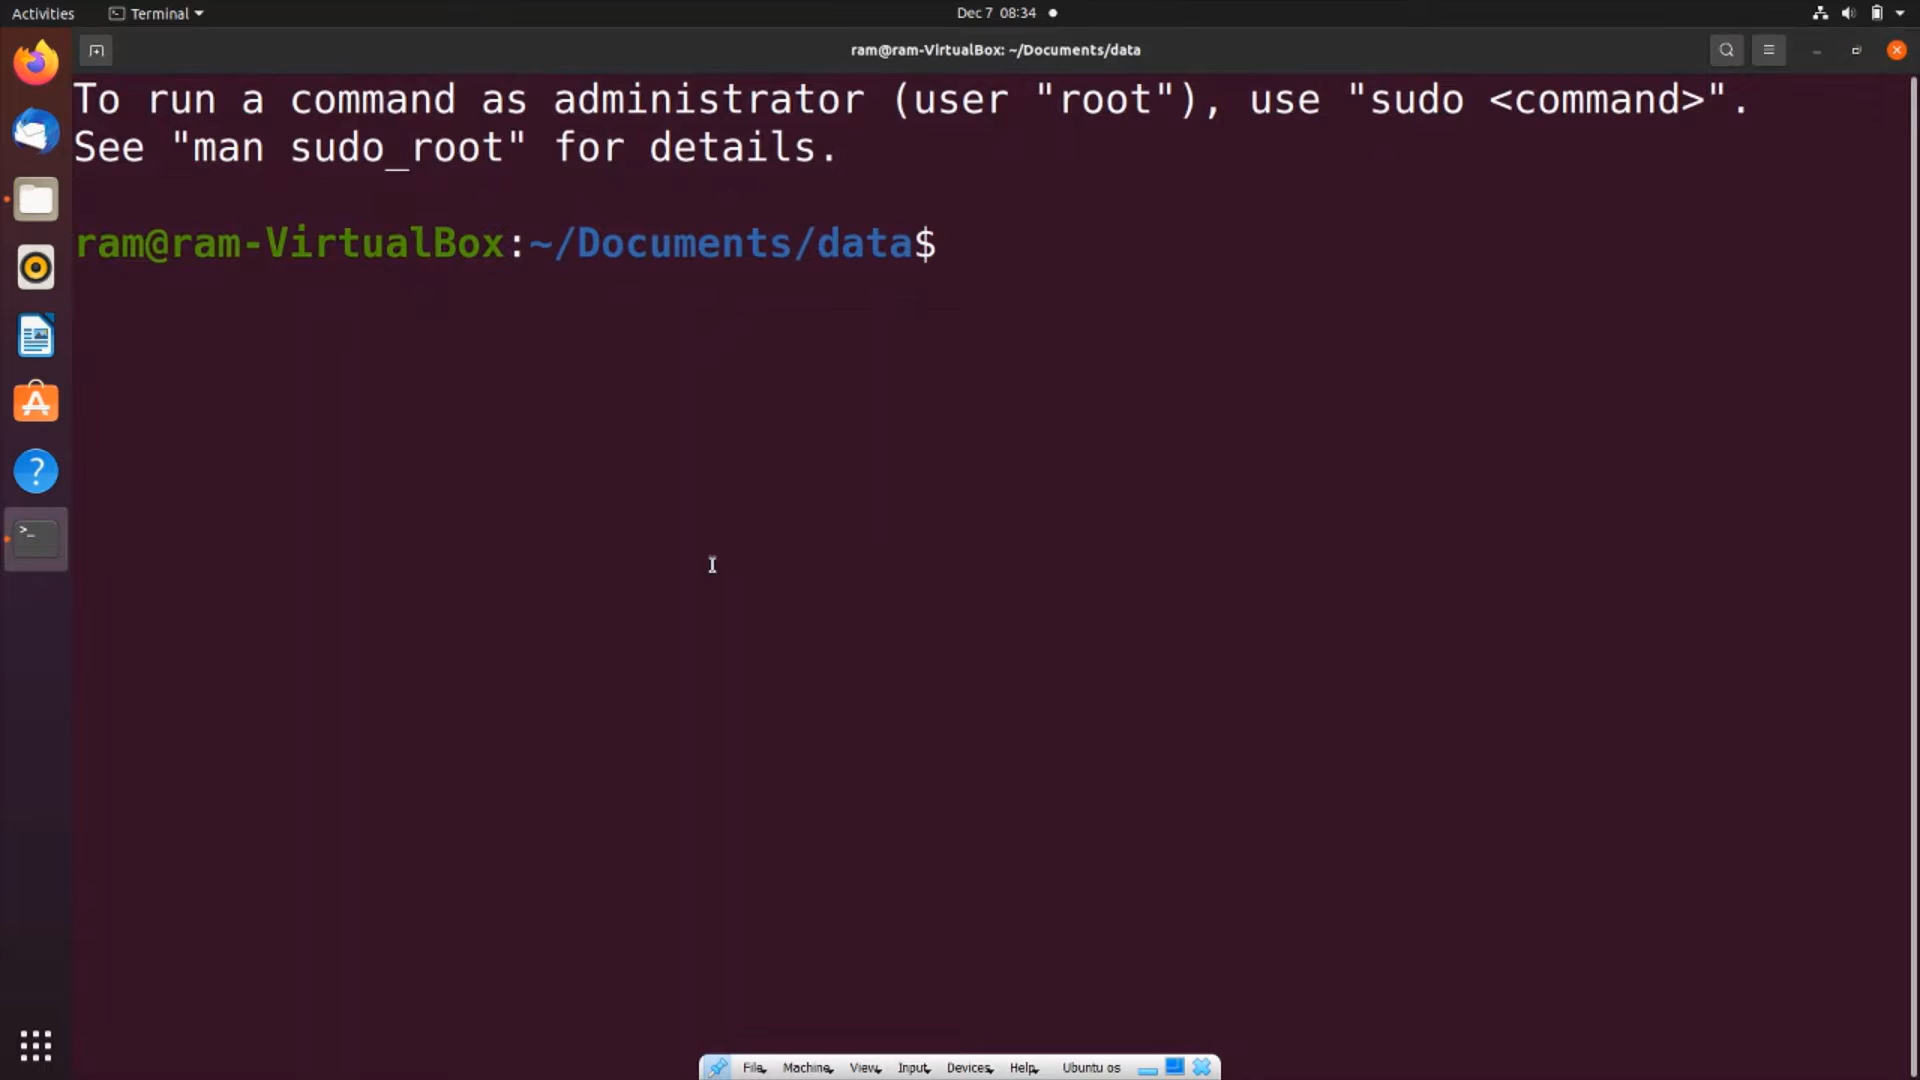 Activities
Terminal
Dec 7 08:34
ram@ram-VirtualBox: ~/Documents/data
To run a command as administrator (user "root"), use "sudo <command>".
See "man sudo_root" for details.
ram@ram-VirtualBox:~/Documents/data$
File Machine View Input Devices Help Ubuntu os